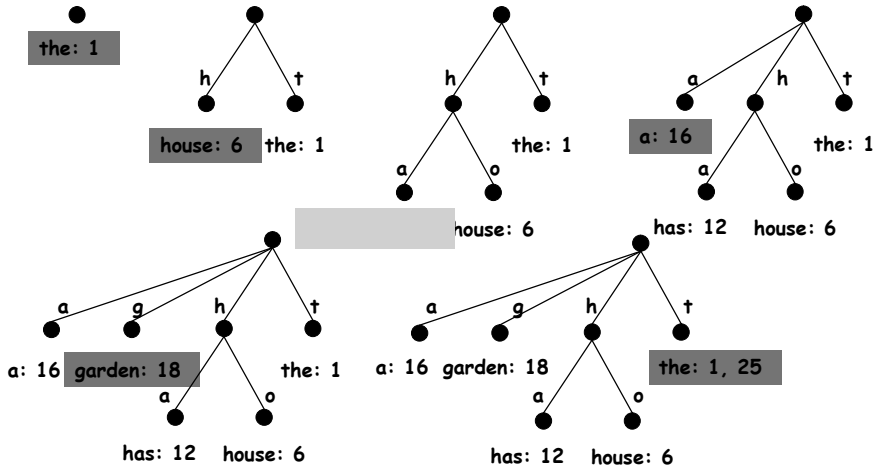 the: 1
h t
house: 6 the: 1
h t
the: 1
a o
house: 6
a h t
a: 16 the: 1
a o
has: 12 house: 6
a g h t
a: 16 garden: 18 the: 1
a o
has: 12 house: 6
a g h t
a: 16 garden: 18 the: 1, 25
a o
has: 12 house: 6